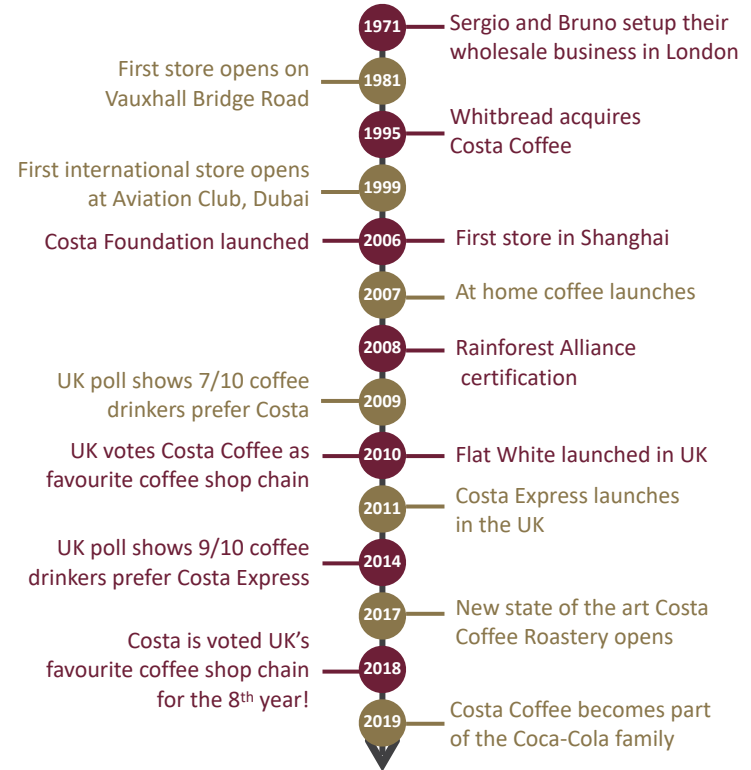 1971
Sergio and Bruno setup their
wholesale business in London
First store opens on
Vauxhall Bridge Road
1981
1995
Whitbread acquires
Costa Coffee
First international store opens
at Aviation Club, Dubai
1999
Costa Foundation launched
2006
First store in Shanghai
2007
At home coffee launches
2008
Rainforest Alliance
certification
UK poll shows 7/10 coffee
drinkers prefer Costa
2009
UK votes Costa Coffee as
favourite coffee shop chain
2010
Flat White launched in UK
2011
Costa Express launches
in the UK
UK poll shows 9/10 coffee
drinkers prefer Costa Express
2014
2017
New state of the art Costa
Coffee Roastery opens
Costa is voted UK’s
favourite coffee shop chain
for the 8th year!
2018
2019
Costa Coffee becomes part
of the Coca-Cola family